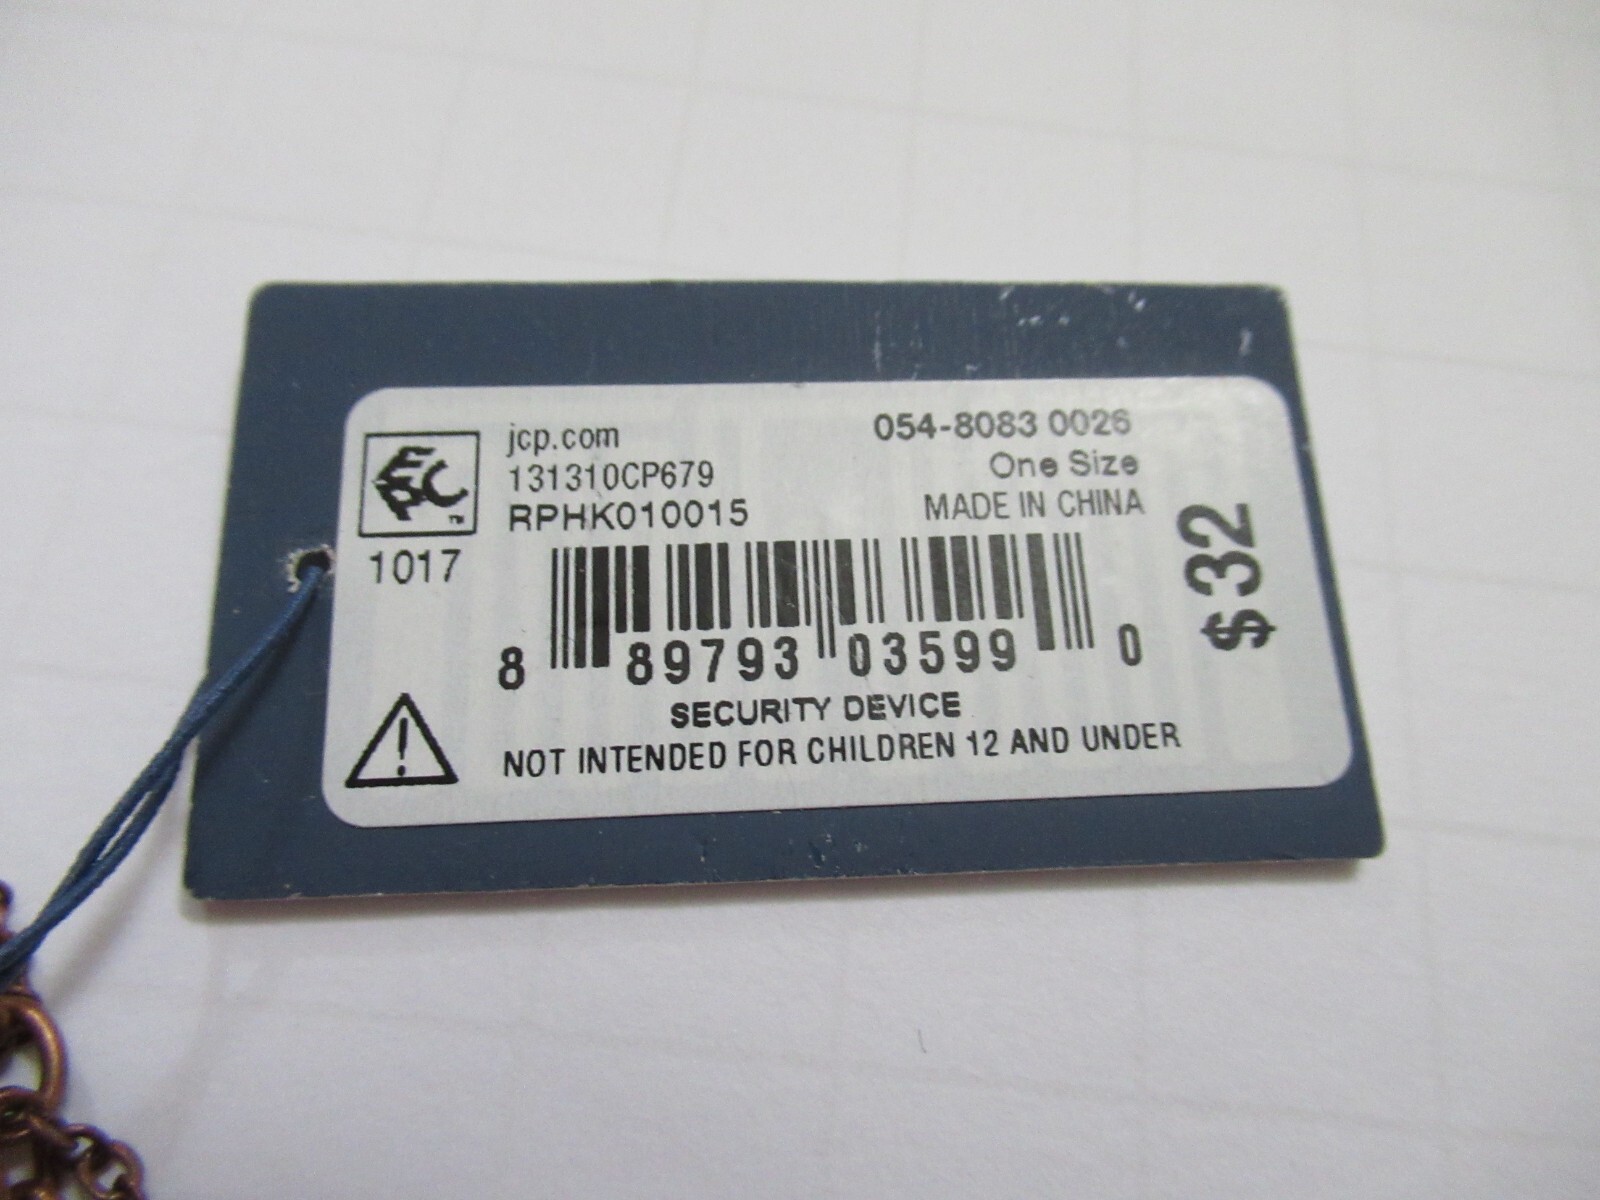 EPC™
1017
jcp.com
131310CP679
RPHK010015
054-8083 0026
One Size
MADE IN CHINA
$32
8 89793 03599 0
SECURITY DEVICE
NOT INTENDED FOR CHILDREN 12 AND UNDER